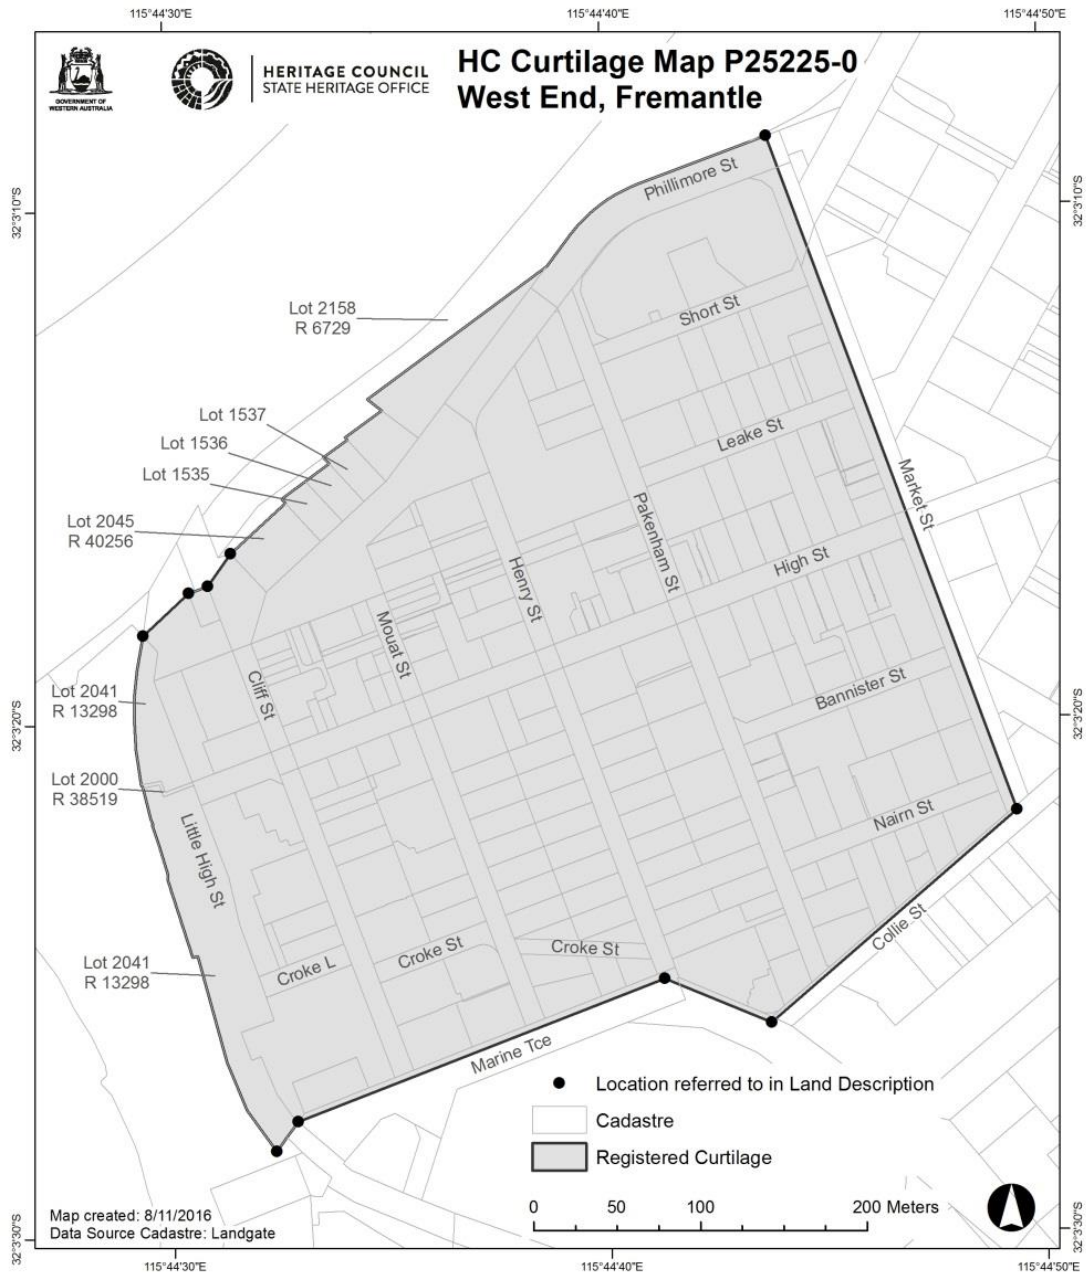 115°44'30"E
115°44'40"E
115°44'50"E
GOVERNMENT OF
WESTERN AUSTRALIA
HERITAGE COUNCIL
STATE HERITAGE OFFICE
HC Curtilage Map P25225-0
West End, Fremantle
32°3'10"S
32°3'10"S
Phillimore St
Lot 2158
R 6729
Short St
Lot 1537
Leake St
Lot 1536
Lot 1535
Market St
Lot 2045
R 40256
Pakenham St
High St
Henry St
Mouat St
Cliff St
Lot 2041
R 13298
Bannister St
32°3'20"S
32°3'20"S
Lot 2000
R 38519
Little High St
Nairn St
Collie St
Croke St
Croke St
Croke L
Lot 2041
R 13298
Marine Tce
Location referred to in Land Description
Cadastre
Registered Curtilage
0 50 100 200 Meters
Map created: 8/11/2016
Data Source Cadastre: Landgate
32°3'30"S
32°3'30"S
115°44'30"E
115°44'40"E
115°44'50"E